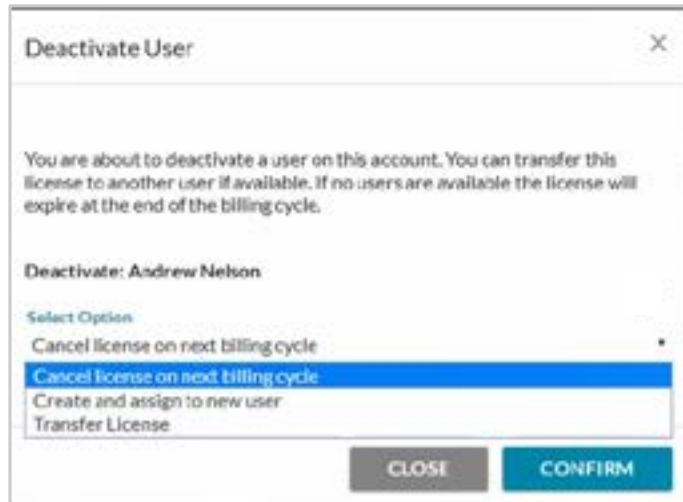 Deactivate User
You are about to deactivate a user on this account. You can transfer this
license to another user if available. If no users are available the license will
expire at the end of the billing cycle.
Deactivate: Andrew Nelson
Select Option
Cancel license on next billing cycle
Cancel license on next billing cycle
Create and assign to new user
Transfer License
CLOSE CONFIRM